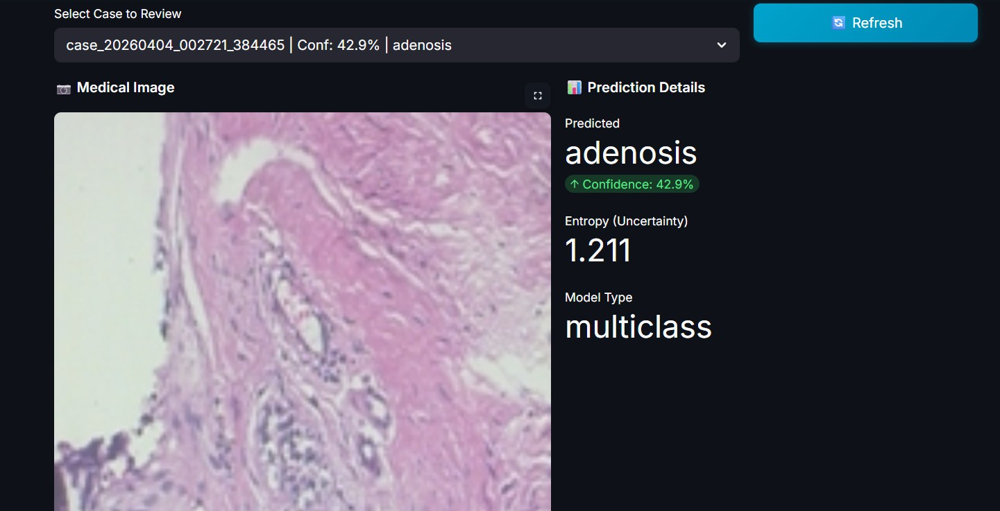 Select Case to Review
case_20260404_002721_384465 | Conf: 42.9% | adenosis
Refresh
Medical Image
Prediction Details
Predicted
adenosis
↑ Confidence: 42.9%
Entropy (Uncertainty)
1.211
Model Type
multiclass